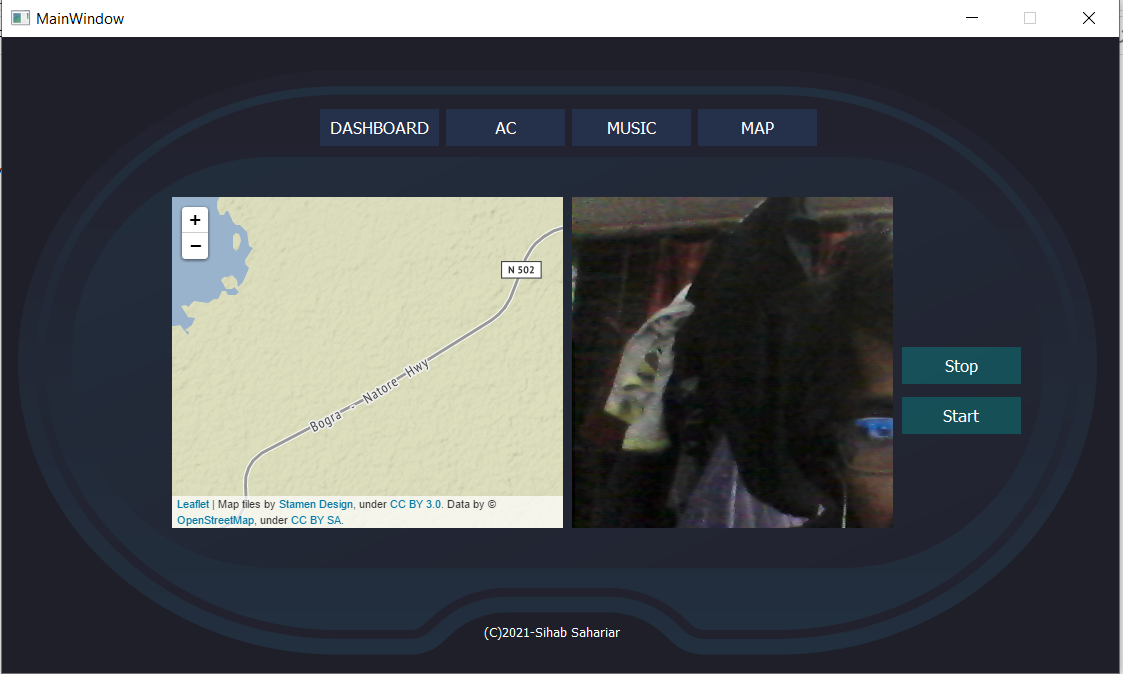 MainWindow
DASHBOARD
AC
MUSIC
MAP
+
−
N 502
Bogra - Natore Hwy
Stop
Start
Leaflet | Map tiles by Stamen Design, under CC BY 3.0. Data by ©
OpenStreetMap, under CC BY SA.
(C)2021-Sihab Sahariar